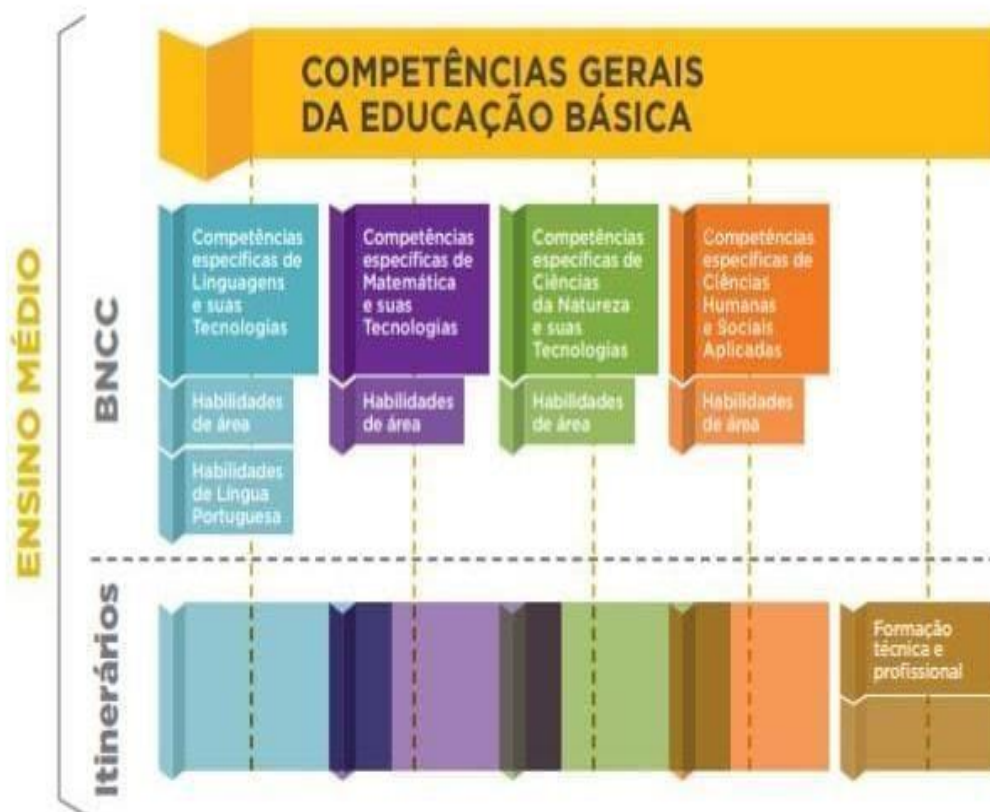 ENSINO MÉDIO
BNCC
COMPETÊNCIAS GERAIS
DA EDUCAÇÃO BÁSICA
Competências
específicas de
Linguagens
e suas
Tecnologias
Habilidades
de área
Habilidades
de Língua
Portuguesa
Competências
específicas de
Matemática
e suas
Tecnologias
Habilidades
de área
Competências
específicas de
Ciências
da Natureza
e suas
Tecnologias
Habilidades
de área
Competências
específicas de
Ciências
Humanas
e Sociais
Aplicadas
Habilidades
de área
Itinerários
Formação
técnica e
profissional